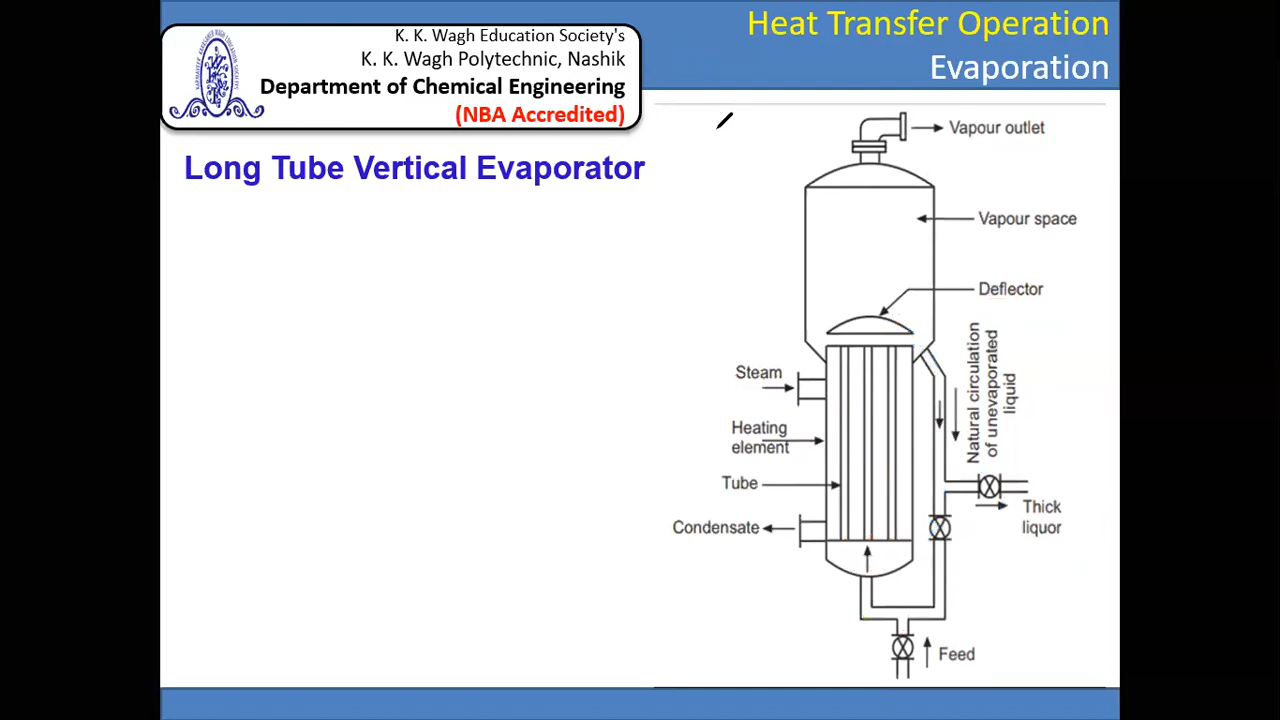 K. K. Wagh Education Society's
K. K. Wagh Polytechnic, Nashik
Department of Chemical Engineering
(NBA Accredited)
Heat Transfer Operation
Evaporation
Long Tube Vertical Evaporator
Vapour outlet
Vapour space
Deflector
Natural circulation
of unevaporated
liquid
Steam
Heating
element
Tube
Condensate
Thick
liquor
Feed